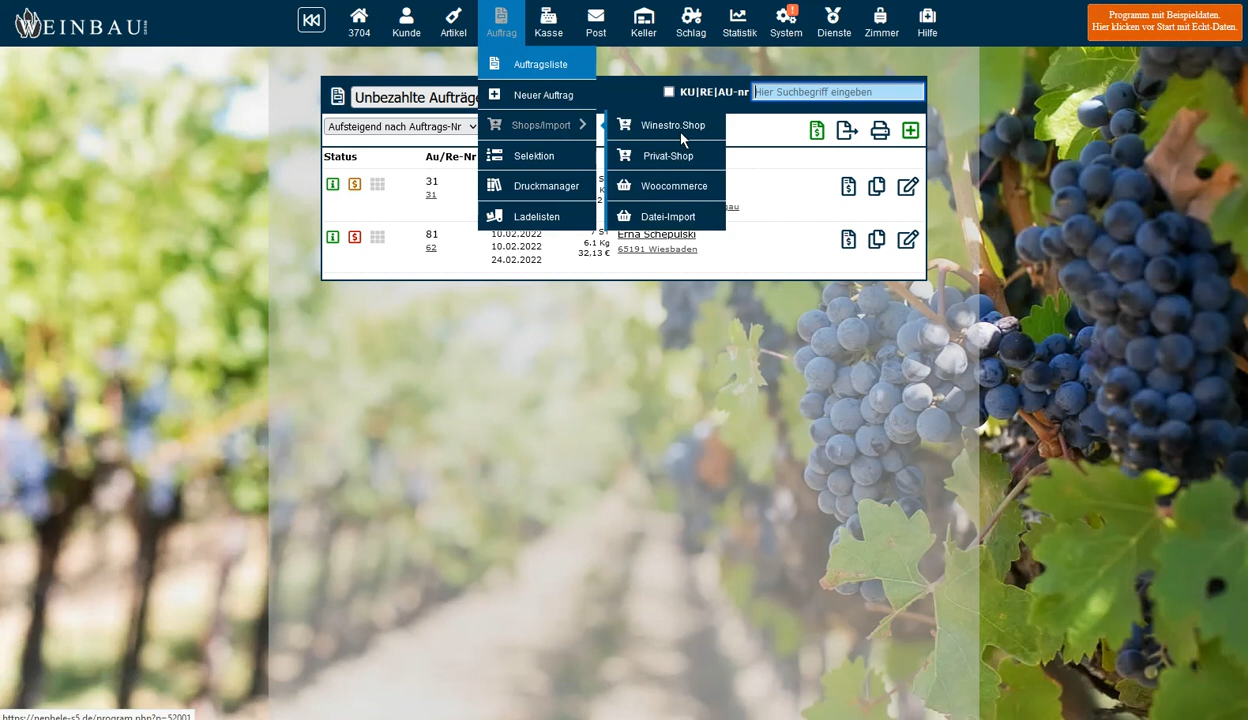 WEINBAU
3704
Kunde
Artikel
Auftrag
Kasse
Post
Keller
Schlag
Statistik
System
Dienste
Zimmer
Hilfe
Programm mit Beispieldaten.
Hier klicken vor Start mit Echt-Daten.
Auftragsliste
Neuer Auftrag
Shops/Import
Selektion
Druckmanager
Ladelisten
Winestro.Shop
Privat-Shop
Woocommerce
Datei-Import
Unbezahlte Aufträge
KU|RE|AU-nr
Hier Suchbegriff eingeben
Aufsteigend nach Auftrags-Nr
Status
Au/Re-Nr
31
31
81
62
10.02.2022
10.02.2022
24.02.2022
6.1 Kg
32,13 €
Erna Schepulski
65191 Wiesbaden
https://nephele-s5.de/program.php?n=52001